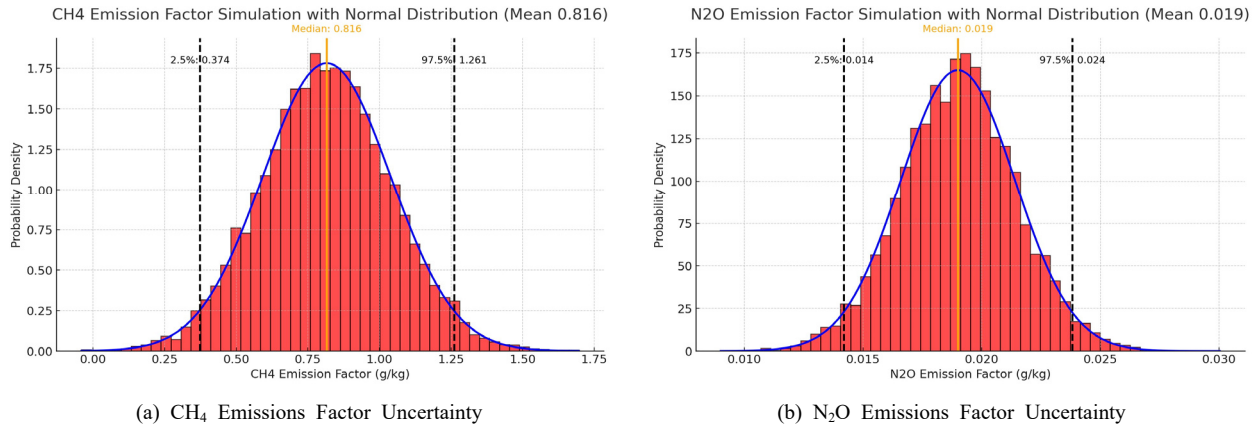 CH4 Emission Factor Simulation with Normal Distribution (Mean 0.816)
Median: 0.816
2.5%: 0.374
97.5%: 1.261
1.75
1.50
1.25
1.00
0.75
0.50
0.25
0.00
Probability Density
0.00 0.25 0.50 0.75 1.00 1.25 1.50 1.75
CH4 Emission Factor (g/kg)
(a) CH₄ Emissions Factor Uncertainty
N2O Emission Factor Simulation with Normal Distribution (Mean 0.019)
Median: 0.019
2.5%: 0.014
97.5%: 0.024
175
150
125
100
75
50
25
0
Probability Density
0.010 0.015 0.020 0.025 0.030
N2O Emission Factor (g/kg)
(b) N₂O Emissions Factor Uncertainty